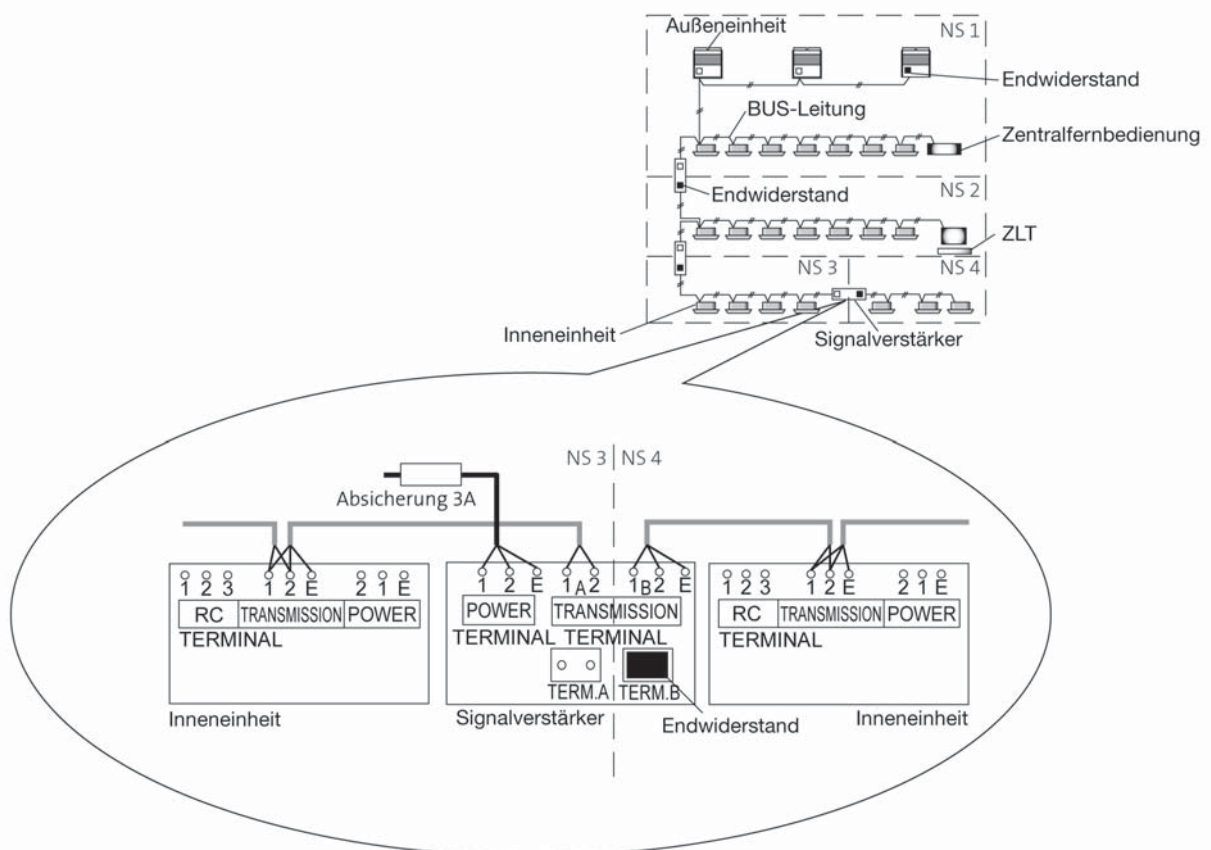 Außeneinheit
NS 1
Endwiderstand
BUS-Leitung
Zentralfernbedienung
Endwiderstand
NS 2
ZLT
NS 3
NS 4
Inneneinheit
Signalverstärker
NS 3 NS 4
Absicherung 3A
1 2 3 1 2 E 2 1 E
RC TRANSMISSION POWER
TERMINAL
Inneneinheit
1 2 E 1 A 2 1 B 2 E
POWER TRANSMISSION
TERMINAL TERMINAL
TERM.A TERM.B
Signalverstärker
Endwiderstand
1 2 3 1 2 E 2 1 E
RC TRANSMISSION POWER
TERMINAL
Inneneinheit